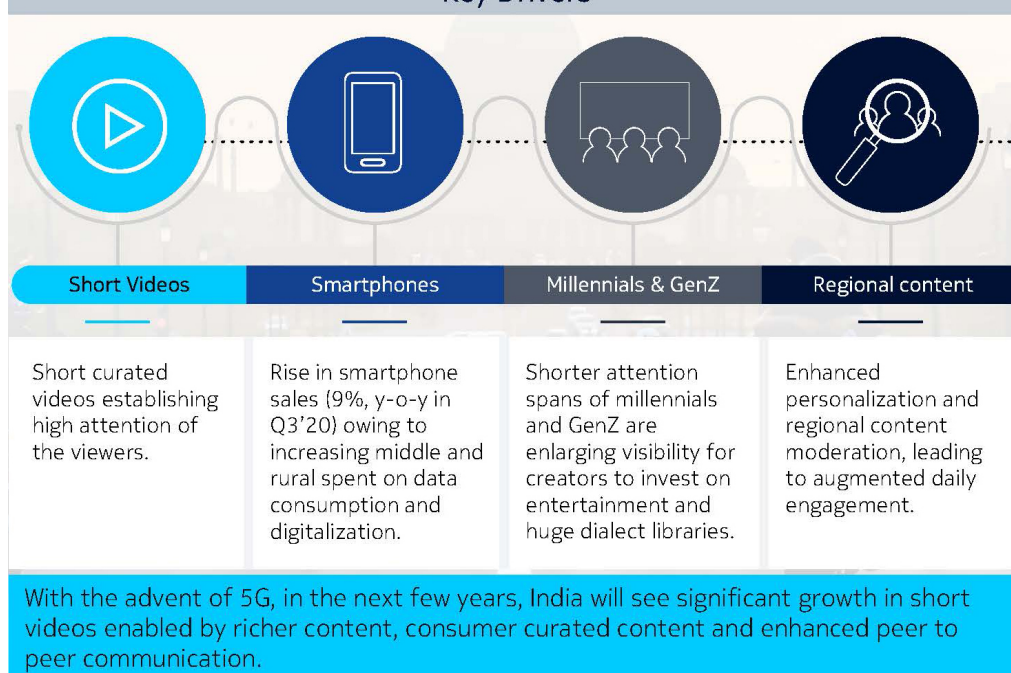 Key Drivers
Short Videos
Smartphones
Millennials & GenZ
Regional content
Short curated
videos establishing
high attention of
the viewers.
Rise in smartphone
sales (9%, y-o-y in
Q3'20) owing to
increasing middle and
rural spent on data
consumption and
digitalization.
Shorter attention
spans of millennials
and GenZ are
enlarging visibility for
creators to invest on
entertainment and
huge dialect libraries.
Enhanced
personalization and
regional content
moderation, leading
to augmented daily
engagement.
With the advent of 5G, in the next few years, India will see significant growth in short
videos enabled by richer content, consumer curated content and enhanced peer to
peer communication.